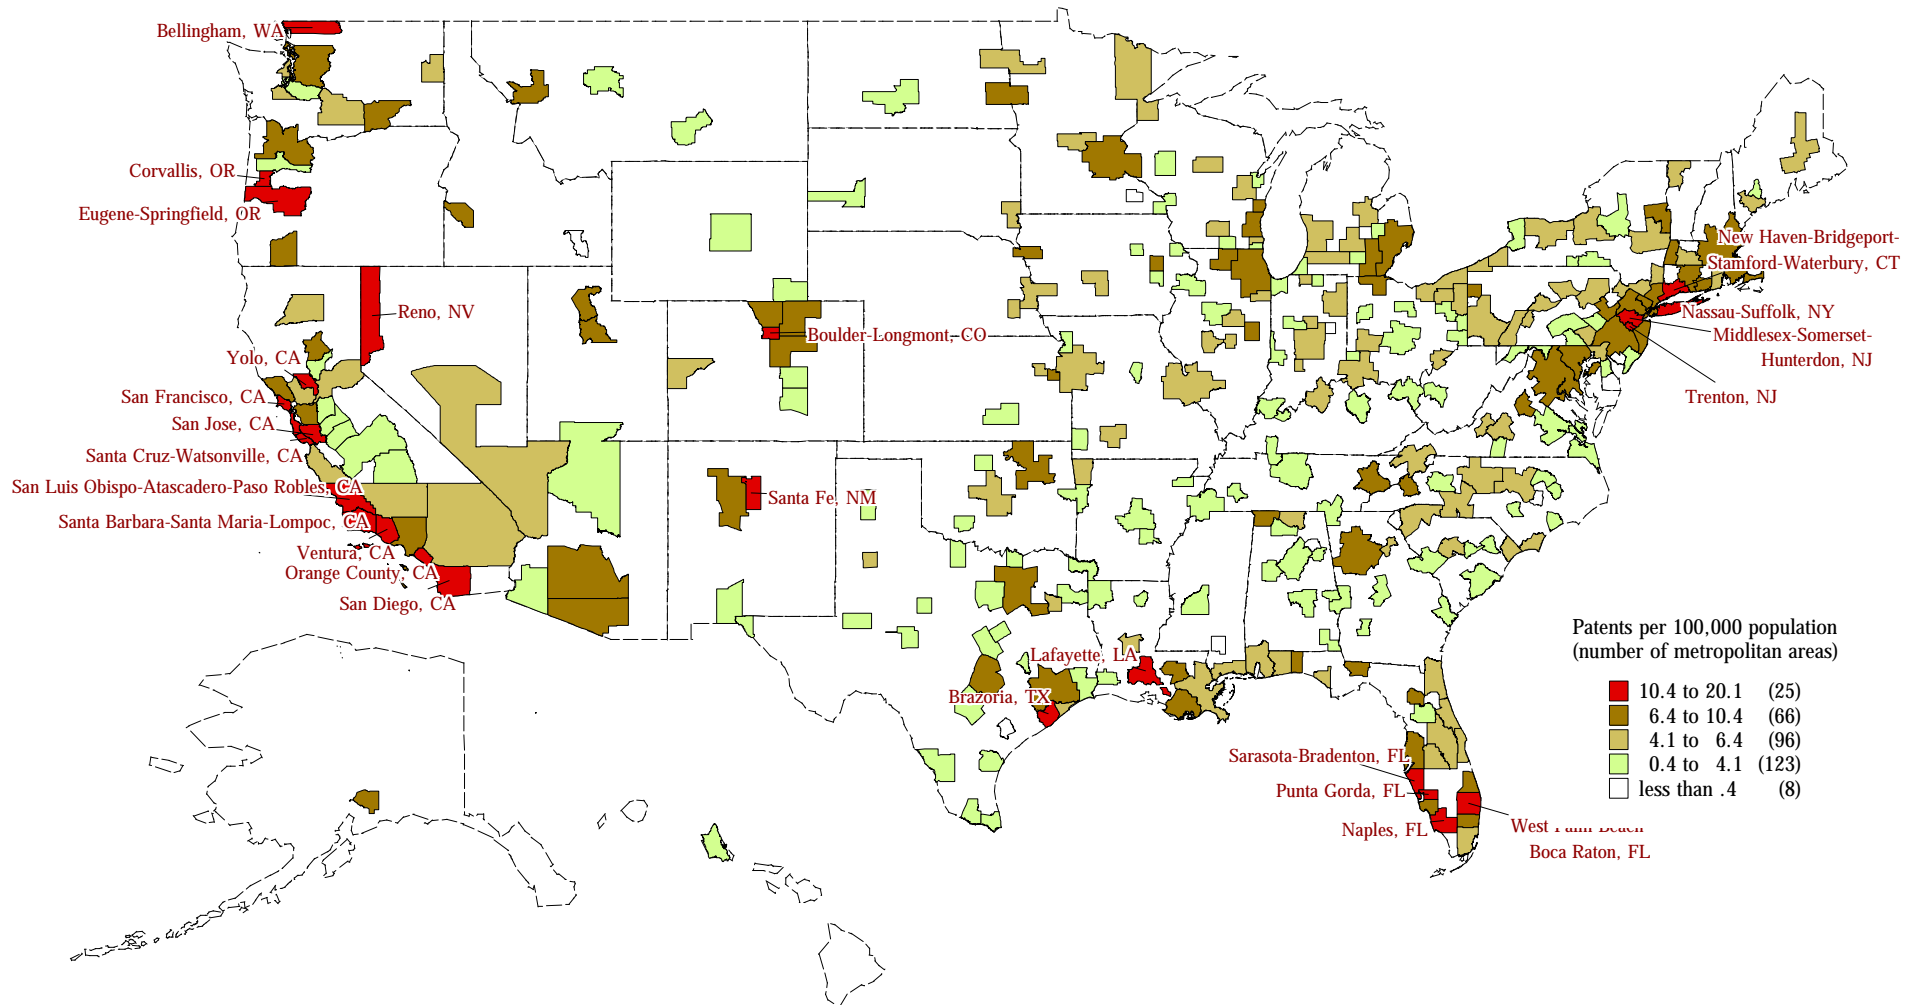 Bellingham, WA
Corvallis, OR
Eugene-Springfield, OR
Reno, NV
Yolo, CA
San Francisco, CA
San Jose, CA
Santa Cruz-Watsonville, CA
San Luis Obispo-Atascadero-Paso Robles, CA
Santa Barbara-Santa Maria-Lompoc, CA
Ventura, CA
Orange County, CA
San Diego, CA
Boulder-Longmont, CO
Santa Fe, NM
Lafayette, LA
Brazoria, TX
New Haven-Bridgeport-
Stamford-Waterbury, CT
Nassau-Suffolk, NY
Middlesex-Somerset-
Hunterdon, NJ
Trenton, NJ
Sarasota-Bradenton, FL
Punta Gorda, FL
Naples, FL
West Palm Beach
Boca Raton, FL
Patents per 100,000 population
(number of metropolitan areas)
10.4 to 20.1 (25)
6.4 to 10.4 (66)
4.1 to 6.4 (96)
0.4 to 4.1 (123)
less than .4 (8)